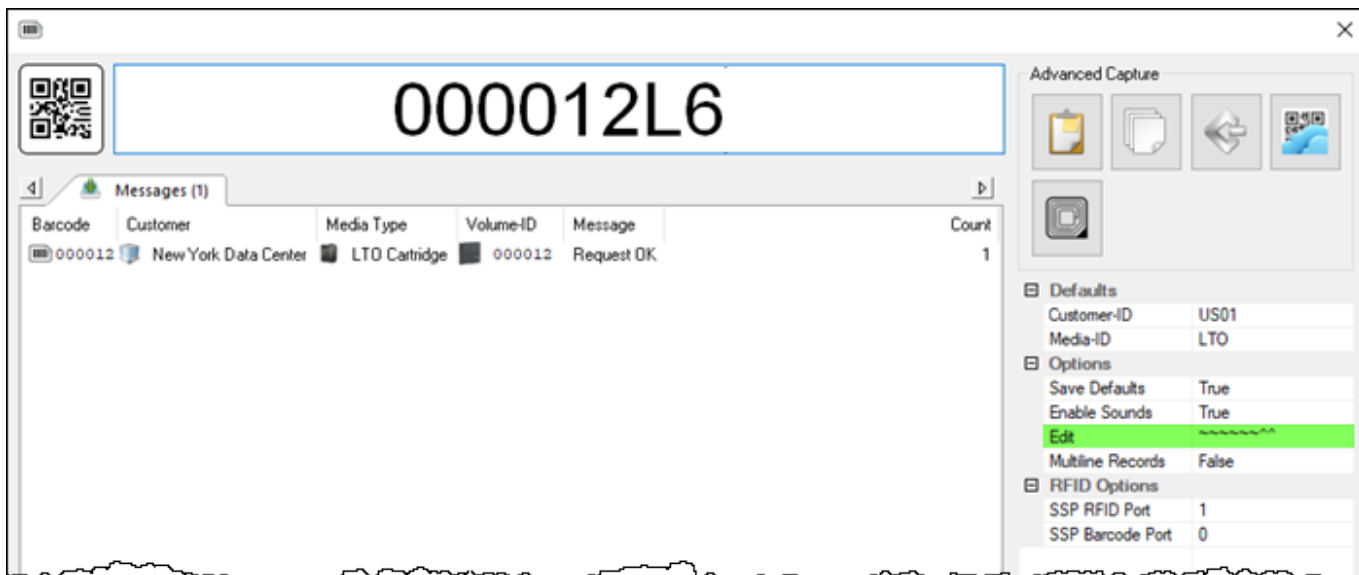 000012L6
Messages (1)
Barcode Customer Media Type Volume-ID Message Count
000012 New York Data Center LTO Cartridge 000012 Request OK 1
Advanced Capture
Defaults
Customer-ID US01
Media-ID LTO
Options
Save Defaults True
Enable Sounds True
Edit ~~~~~~^^
Multiline Records False
RFID Options
SSP RFID Port 1
SSP Barcode Port 0